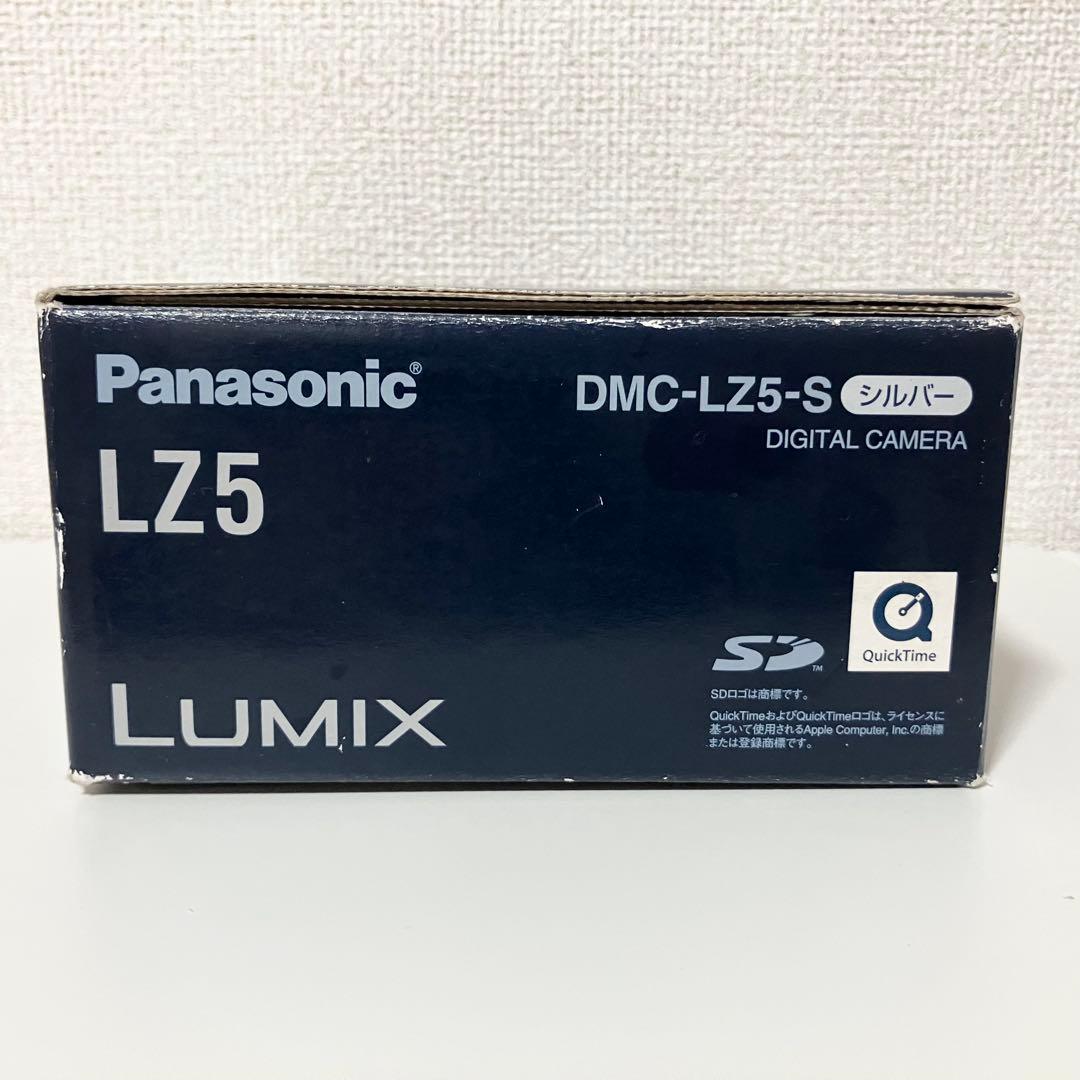 Panasonic®
DMC-LZ5-S シルバー
DIGITAL CAMERA
LZ5
QuickTime
SD™
SDロゴは商標です。
QuickTimeおよびQuickTimeロゴは、ライセンスに
基づいて使用されるApple Computer, Inc.の商標
または登録商標です。
LUMIX